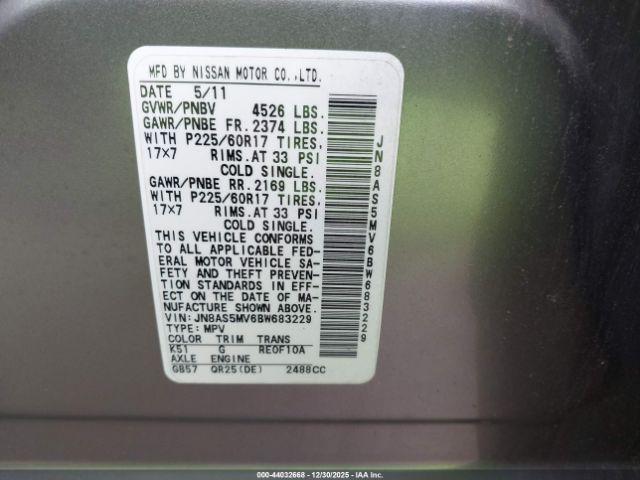 MFD BY NISSAN MOTOR CO.,LTD.
DATE 5/11
GVWR/PNBV 4526 LBS.
GAWR/PNBE FR. 2374 LBS.
WITH P225/60R17 TIRES,
17×7 RIMS.AT 33 PSI
COLD SINGLE.
GAWR/PNBE RR. 2169 LBS.
WITH P225/60R17 TIRES,
17×7 RIMS.AT 33 PSI
COLD SINGLE.
THIS VEHICLE CONFORMS
TO ALL APPLICABLE FED-
ERAL MOTOR VEHICLE SA-
FETY AND THEFT PREVEN-
TION STANDARDS IN EFF-
ECT ON THE DATE OF MA-
NUFACTURE SHOWN ABOVE.
VIN: JN8AS5MV6BW683229
TYPE: MPV
COLOR TRIM TRANS
K51 G RE0F10A
AXLE ENGINE
GB57 QR25(DE) 2488CC
JN8AS5MV6BW683229
000-44032668 - 12/30/2025 - IAA Inc.